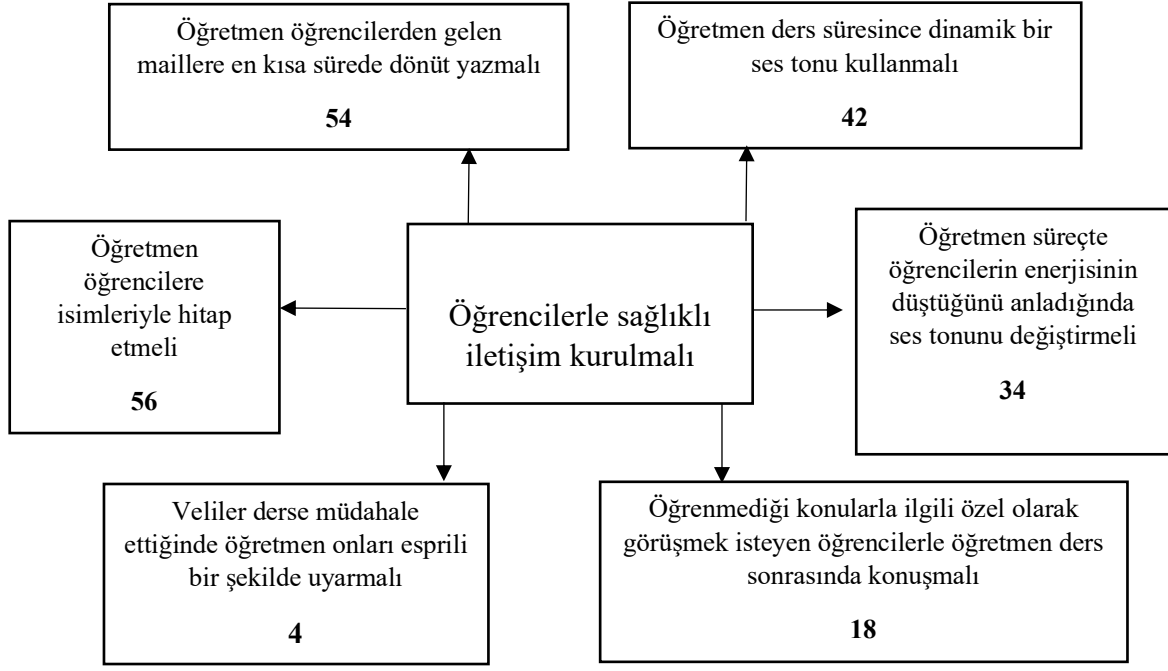 Öğretmen öğrencilerden gelen
maillere en kısa sürede dönüt yazmalı
54
Öğretmen ders süresince dinamik bir
ses tonu kullanmalı
42
Öğretmen
öğrencilere
isimleriyle hitap
etmeli
56
Öğrencilerle sağlıklı
iletişim kurulmalı
Öğretmen süreçte
öğrencilerin enerjisinin
düştüğünü anladığında
ses tonunu değiştirmeli
34
Veliler derse müdahale
ettiğinde öğretmen onları esprili
bir şekilde uyarmalı
4
Öğrenmediği konularla ilgili özel olarak
görüşmek isteyen öğrencilerle öğretmen ders
sonrasında konuşmalı
18